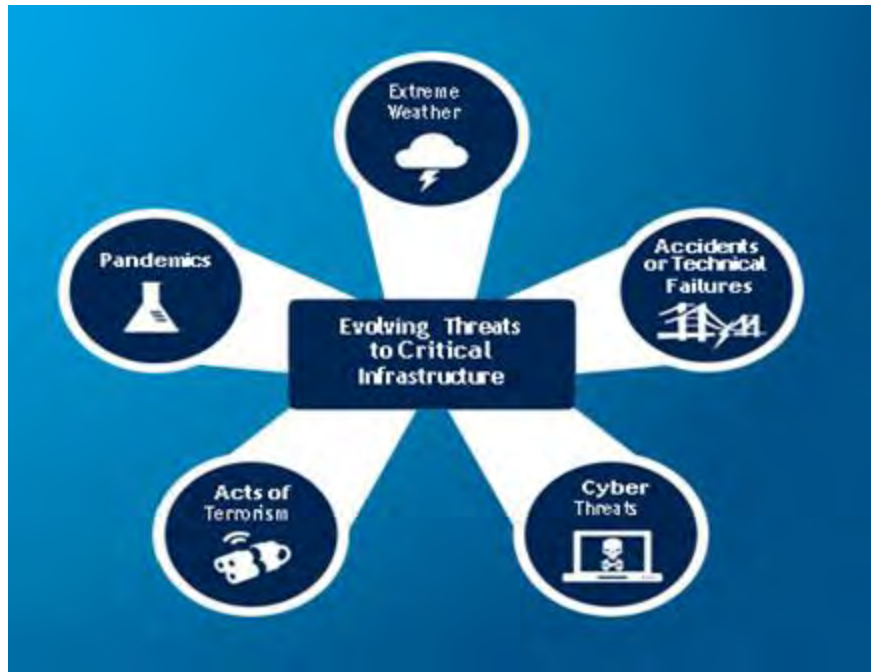 Extreme
Weather
Pandemics
Accidents
or Technical
Failures
Evolving Threats
to Critical
Infrastructure
Acts of
Terrorism
Cyber
Threats